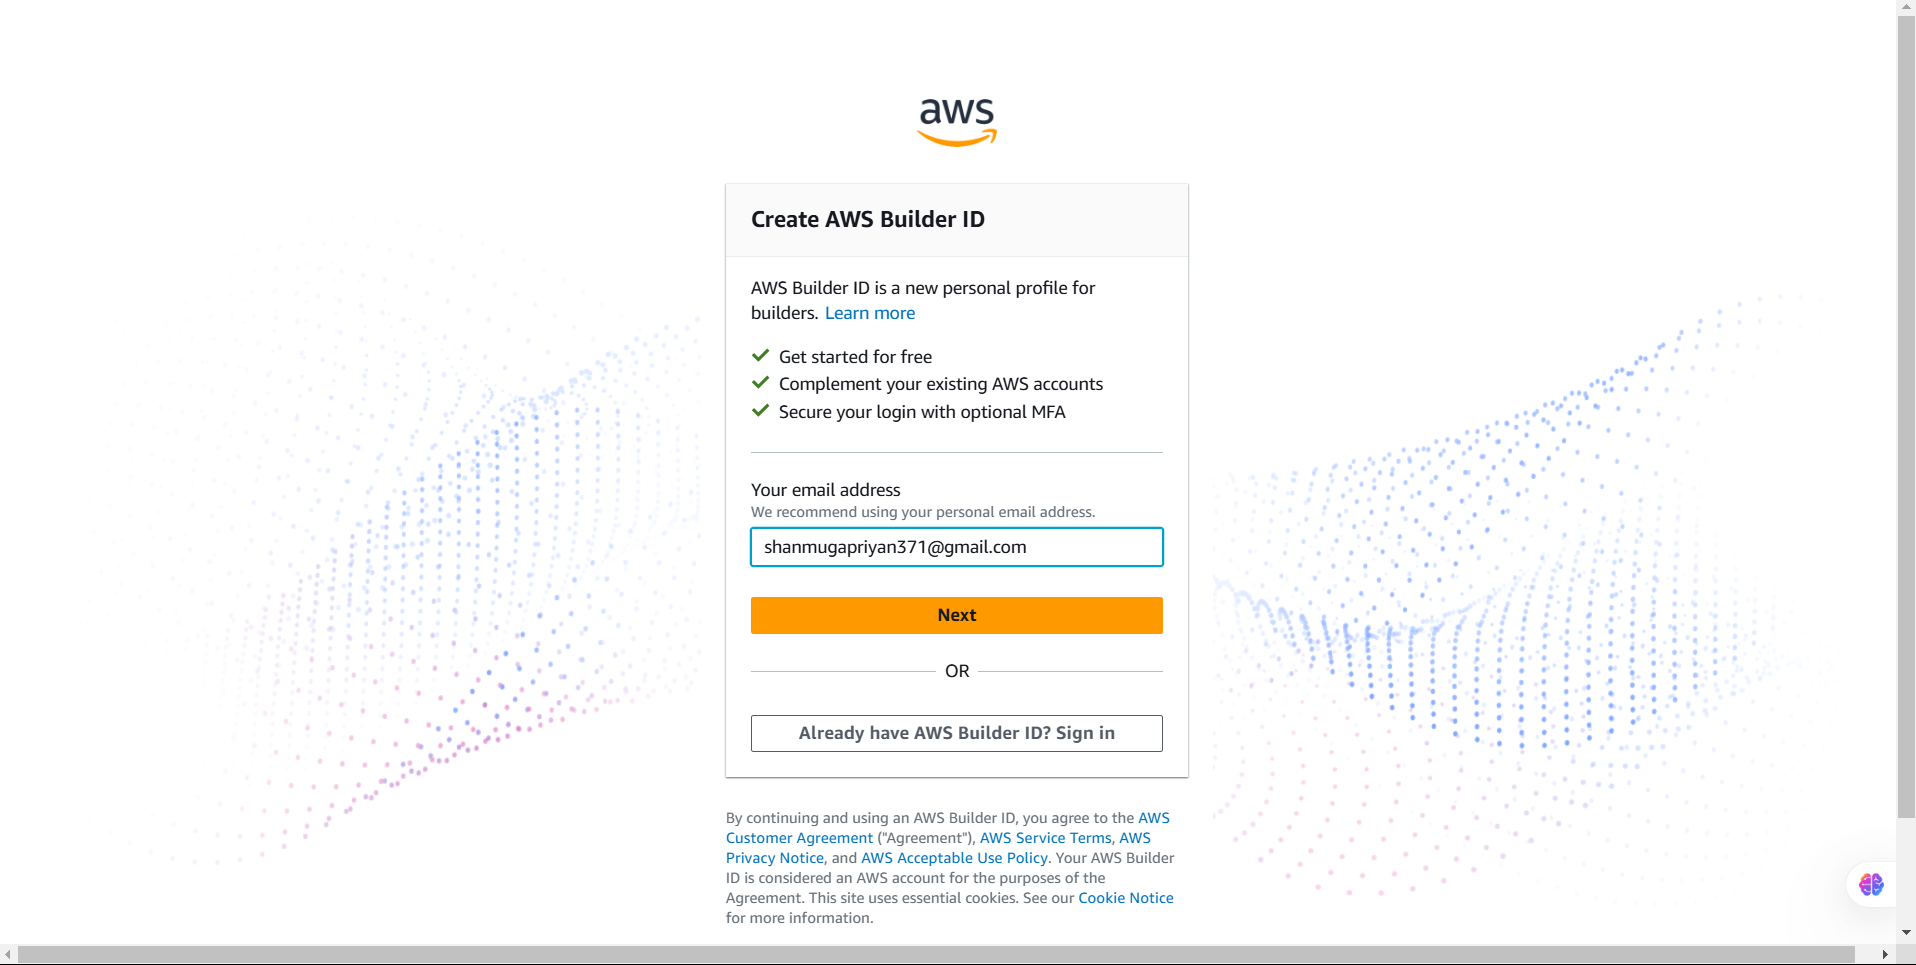 aws
Create AWS Builder ID
AWS Builder ID is a new personal profile for
builders. Learn more
Get started for free
Complement your existing AWS accounts
Secure your login with optional MFA
Your email address
We recommend using your personal email address.
shanmugapriyan371@gmail.com
Next
OR
Already have AWS Builder ID? Sign in
By continuing and using an AWS Builder ID, you agree to the AWS
Customer Agreement ("Agreement"), AWS Service Terms, AWS
Privacy Notice, and AWS Acceptable Use Policy. Your AWS Builder
ID is considered an AWS account for the purposes of the
Agreement. This site uses essential cookies. See our Cookie Notice
for more information.